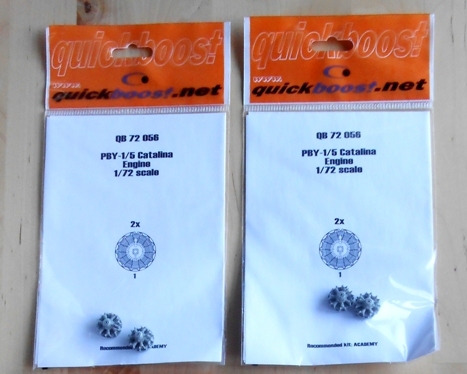 quickboost
www.
quickboost.net
QB 72 056
PBY-1/5 Catalina
Engine
1/72 scale
2x
1
Recommended kit: ACADEMY
quickboost
www.
quickboost.net
QB 72 056
PBY-1/5 Catalina
Engine
1/72 scale
2x
1
Recommended kit: ACADEMY